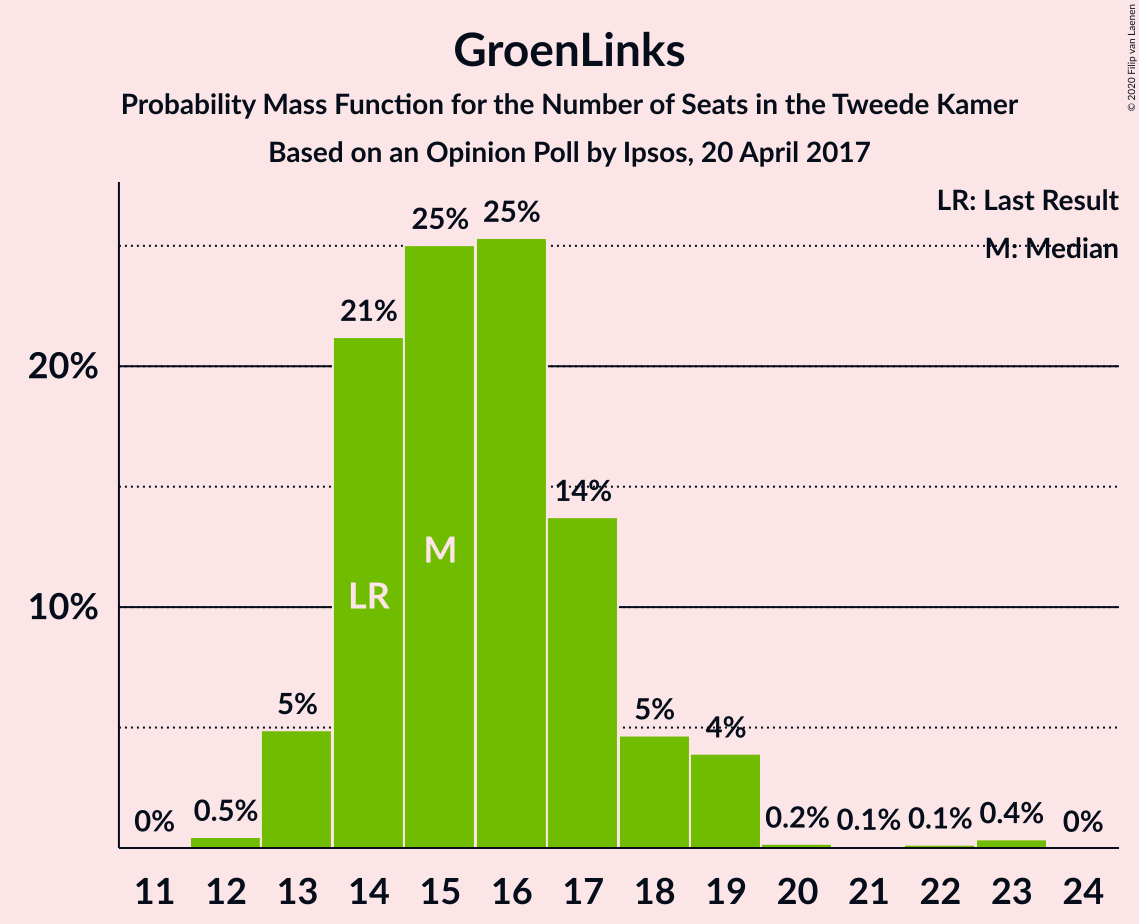 GroenLinks
Probability Mass Function for the Number of Seats in the Tweede Kamer
Based on an Opinion Poll by Ipsos, 20 April 2017
© 2020 Filip van Laenen
LR: Last Result
M: Median
20%
10%
0%
0.5%
5%
21%
25%
25%
14%
5%
4%
0.2%
0.1%
0.1%
0.4%
0%
LR
M
11 12 13 14 15 16 17 18 19 20 21 22 23 24